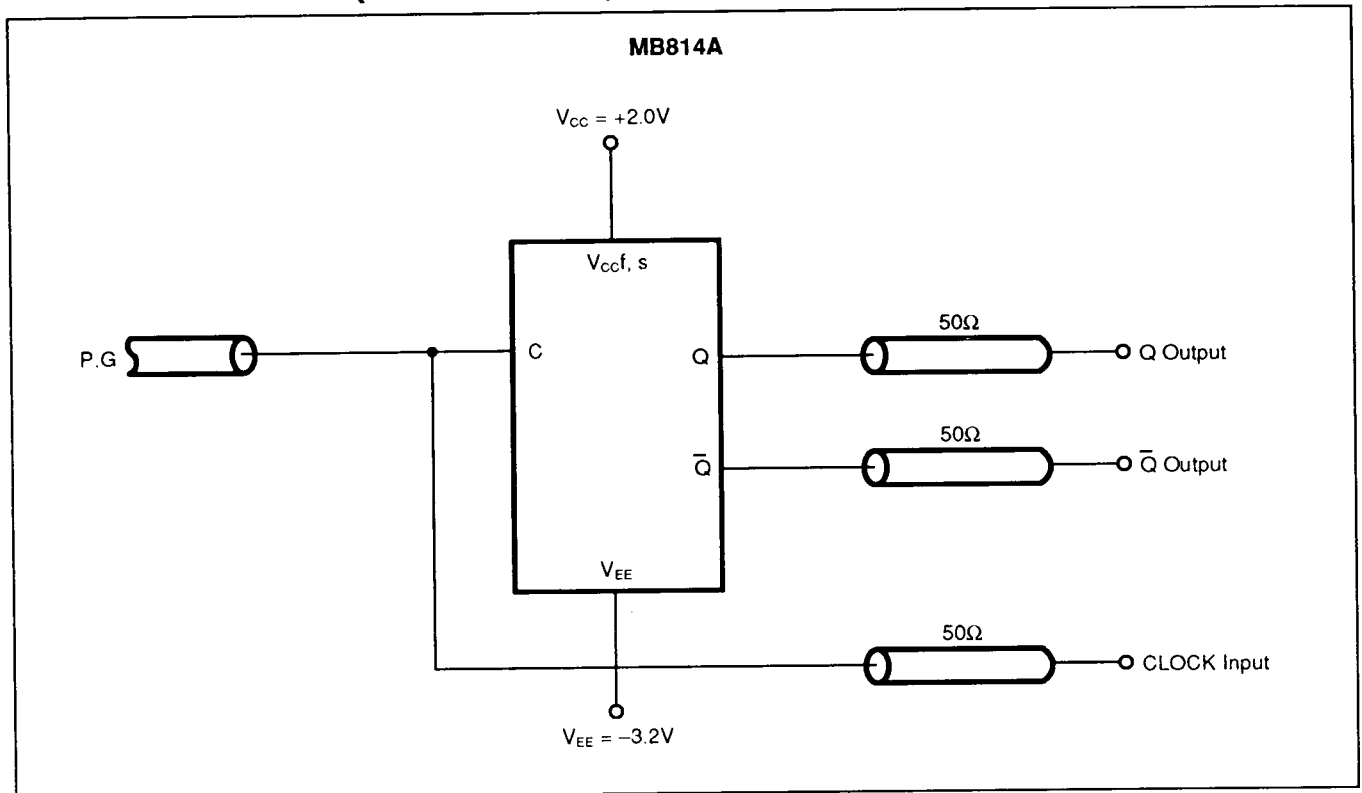 MB814A
V_CC = +2.0V
V_CCf, s
50Ω
P.G
C
Q
Q Output
50Ω
Q̅
Q̅ Output
V_EE
50Ω
CLOCK Input
V_EE = −3.2V